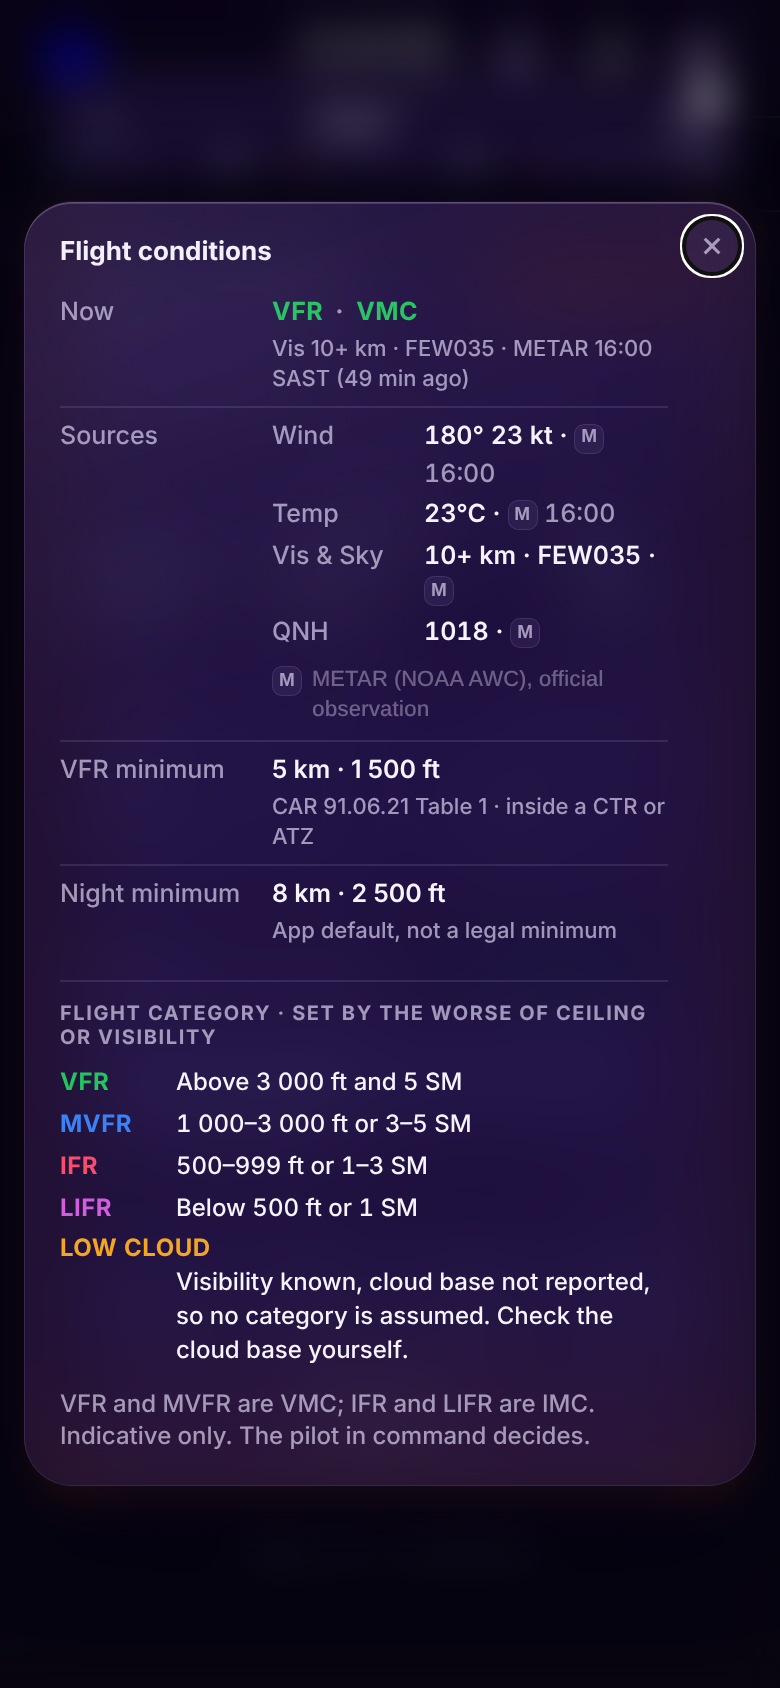 Flight conditions
Now
VFR · VMC
Vis 10+ km · FEW035 · METAR 16:00
SAST (49 min ago)
Sources
Wind
180° 23 kt · M
16:00
Temp
23°C · M 16:00
Vis & Sky
10+ km · FEW035 ·
M
QNH
1018 · M
M METAR (NOAA AWC), official
observation
VFR minimum
5 km · 1 500 ft
CAR 91.06.21 Table 1 · inside a CTR or
ATZ
Night minimum
8 km · 2 500 ft
App default, not a legal minimum
FLIGHT CATEGORY · SET BY THE WORSE OF CEILING
OR VISIBILITY
VFR Above 3 000 ft and 5 SM
MVFR 1 000–3 000 ft or 3–5 SM
IFR 500–999 ft or 1–3 SM
LIFR Below 500 ft or 1 SM
LOW CLOUD
Visibility known, cloud base not reported,
so no category is assumed. Check the
cloud base yourself.
VFR and MVFR are VMC; IFR and LIFR are IMC.
Indicative only. The pilot in command decides.